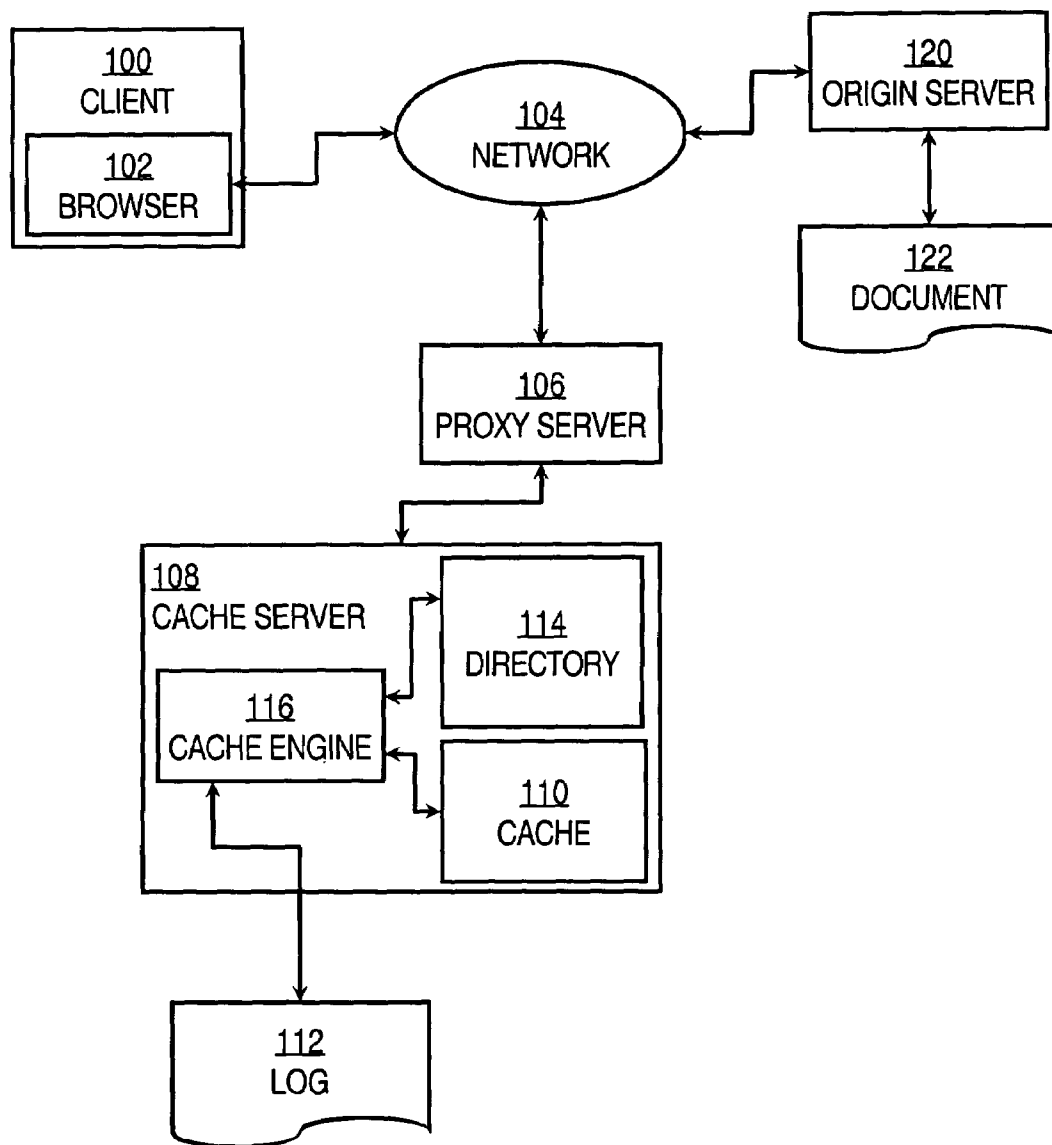 100
CLIENT
102
BROWSER
104
NETWORK
120
ORIGIN SERVER
122
DOCUMENT
106
PROXY SERVER
108
CACHE SERVER
114
DIRECTORY
116
CACHE ENGINE
110
CACHE
112
LOG